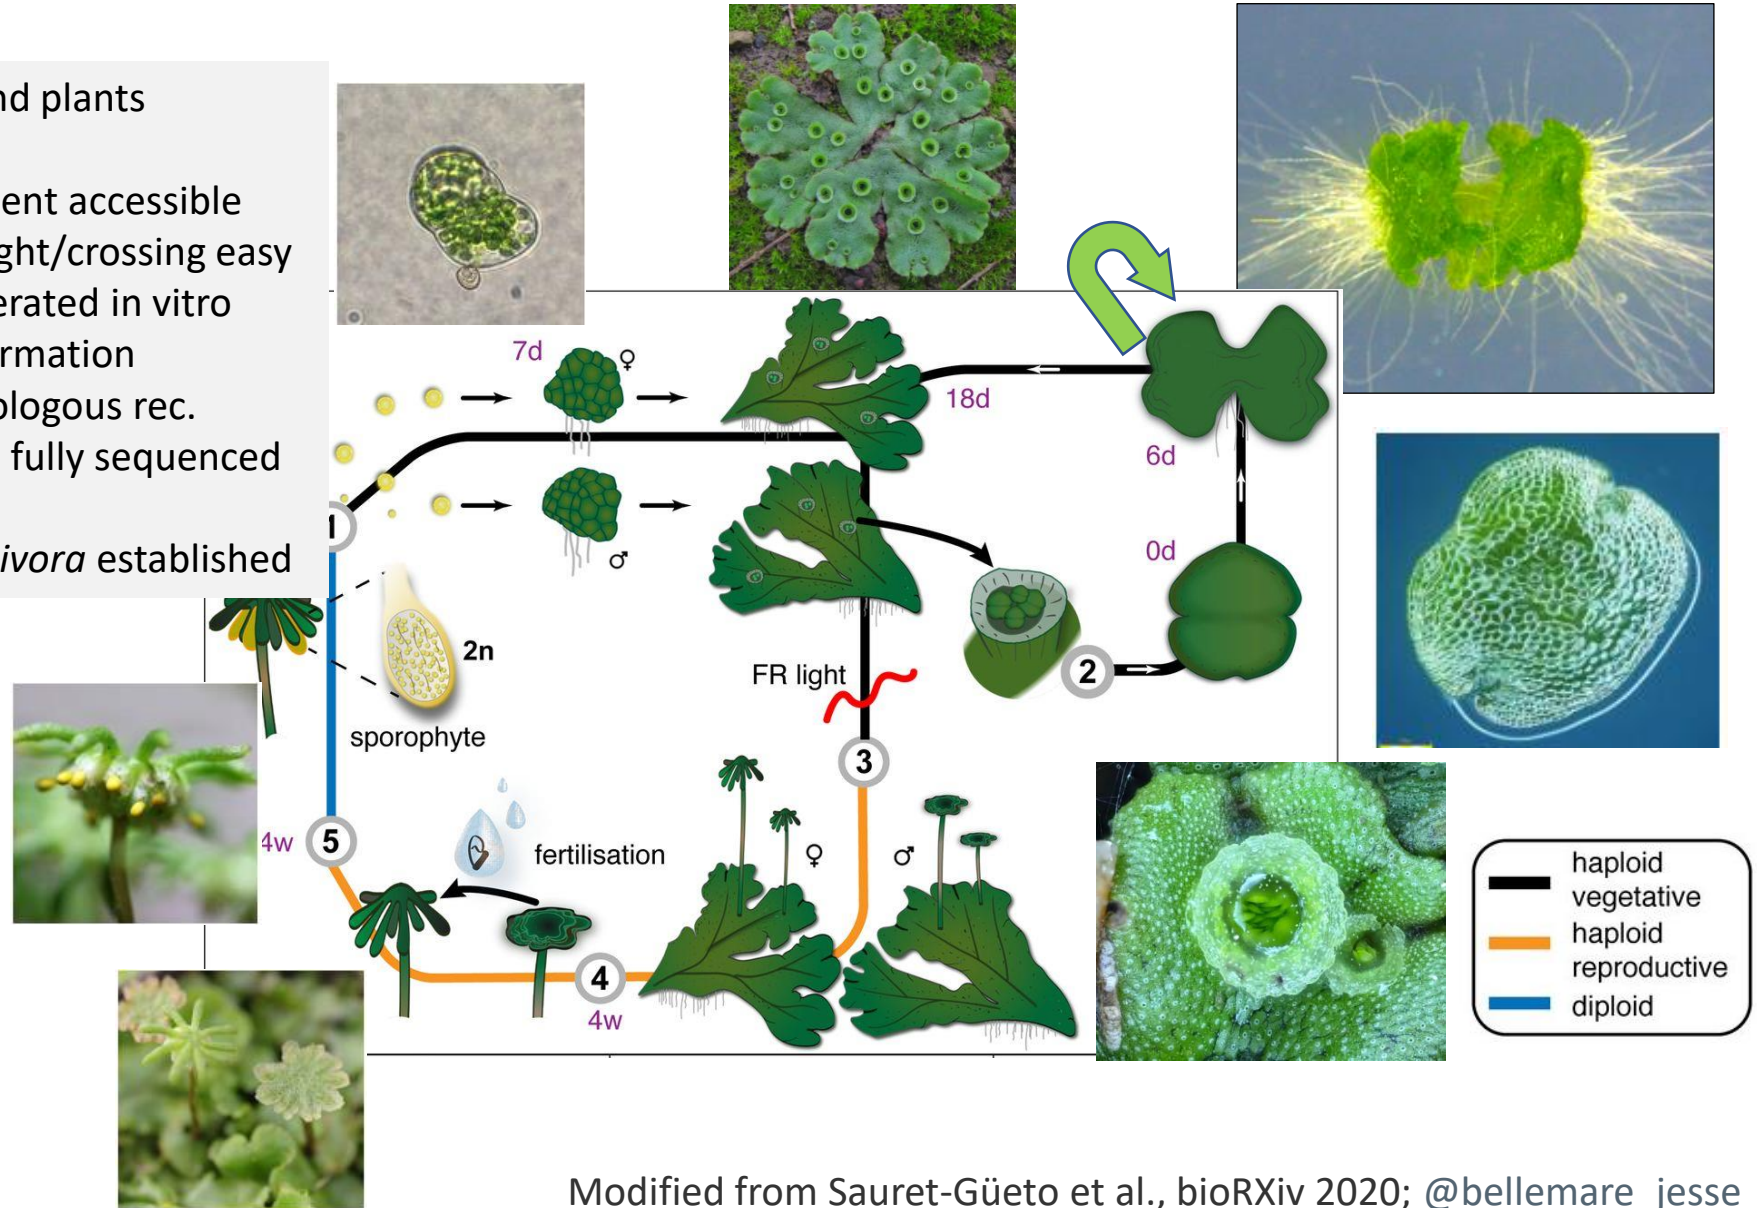 nd plants
ent accessible
ght/crossing easy
erated in vitro
ormation
ologous rec.
fully sequenced
ivora established
7d
♀
18d
6d
1
♂
0d
2n
FR light
2
sporophyte
3
4w
5
fertilisation
♀
♂
4
4w
haploid
vegetative
haploid
reproductive
diploid
Modified from Sauret-Güeto et al., bioRXiv 2020; @bellemare_jesse